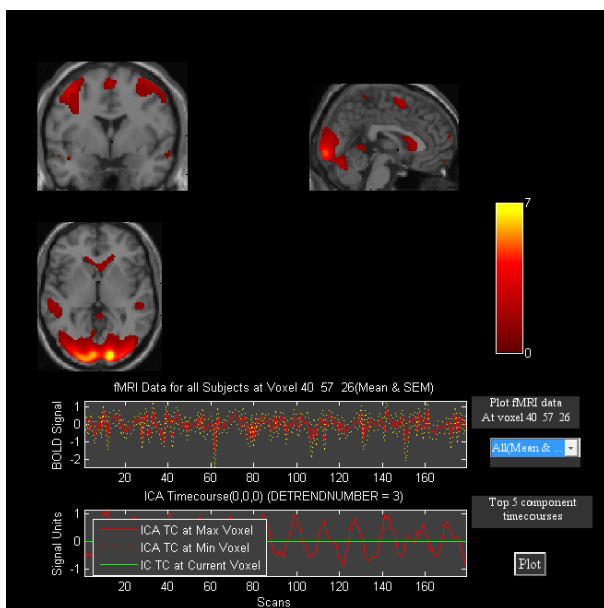 7
0
fMRI Data for all Subjects at Voxel 40 57 26(Mean & SEM)
BOLD Signal
1
0
-1
-2
20 40 60 80 100 120 140 160
Plot fMRI data
At voxel 40 57 26
All(Mean & ...
ICA Timecourse(0,0,0) (DETRENDNUMBER = 3)
Signal Units
1
0
-1
ICA TC at Max Voxel
ICA TC at Min Voxel
IC TC at Current Voxel
20 40 60 80 100 120 140 160
Scans
Top 5 component
timecourses
Plot